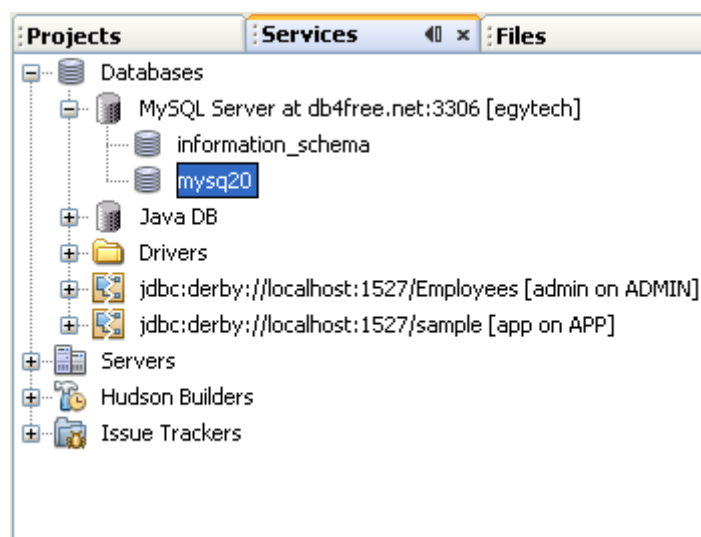 Projects Services Files
Databases
MySQL Server at db4free.net:3306 [egytech]
information_schema
mysq20
Java DB
Drivers
jdbc:derby://localhost:1527/Employees [admin on ADMIN]
jdbc:derby://localhost:1527/sample [app on APP]
Servers
Hudson Builders
Issue Trackers